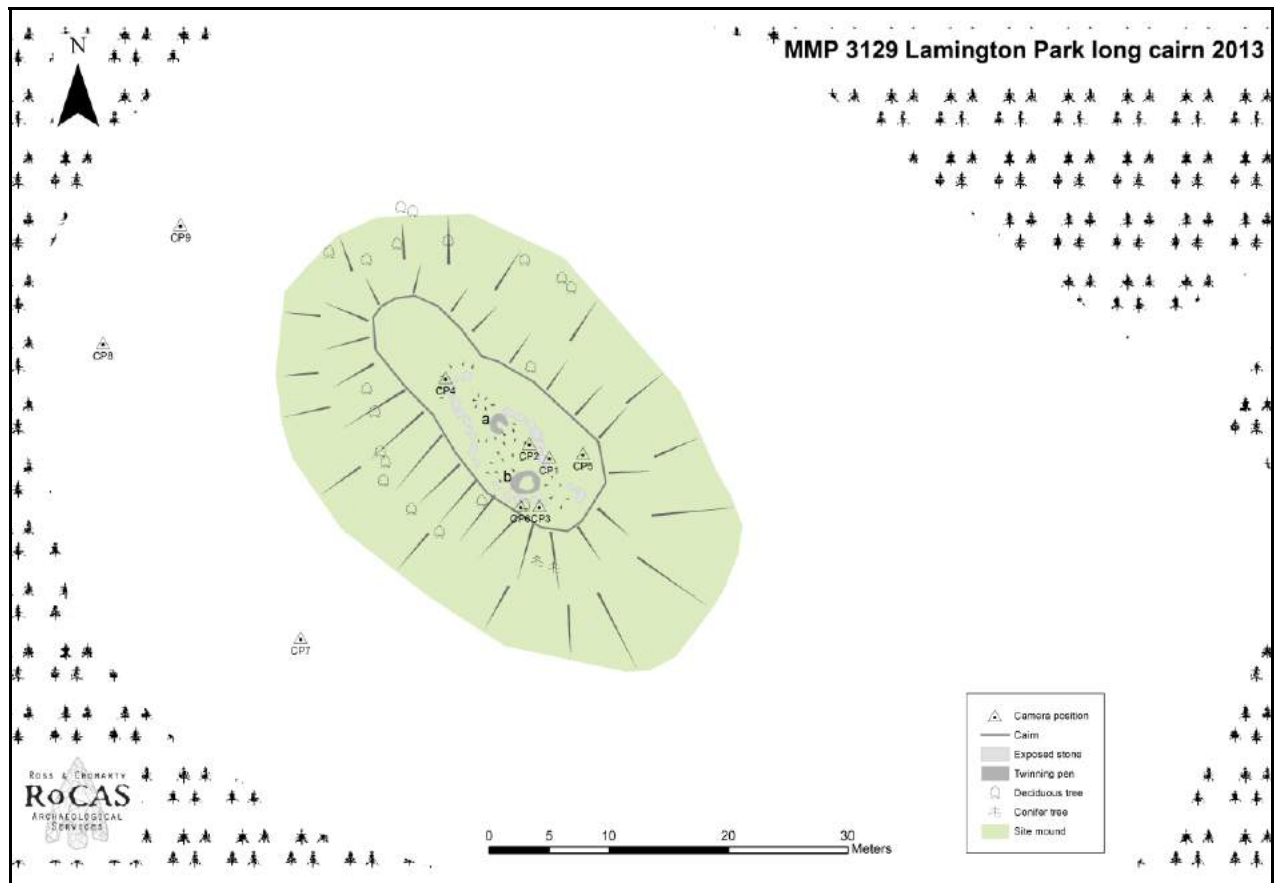 MMP 3129 Lamington Park long cairn 2013
N
CP9
CP8
CP4
a
CP2
CP1
CP5
b
CP6CP3
CP7
Camera position
Cairn
Exposed stone
Twinning pen
Deciduous tree
Conifer tree
Site mound
ROSS & CROMARTY
ROCAS
ARCHAEOLOGICAL
SERVICES
0 5 10 20 30
Meters